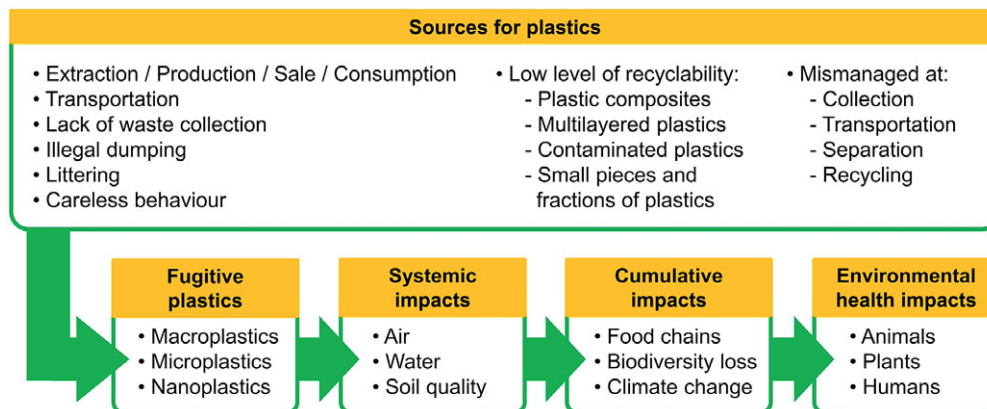 Sources for plastics
• Extraction / Production / Sale / Consumption
• Transportation
• Lack of waste collection
• Illegal dumping
• Littering
• Careless behaviour
• Low level of recyclability:
- Plastic composites
- Multilayered plastics
- Contaminated plastics
- Small pieces and
fractions of plastics
• Mismanaged at:
- Collection
- Transportation
- Separation
- Recycling
Fugitive
plastics
• Macroplastics
• Microplastics
• Nanoplastics
Systemic
impacts
• Air
• Water
• Soil quality
Cumulative
impacts
• Food chains
• Biodiversity loss
• Climate change
Environmental
health impacts
• Animals
• Plants
• Humans